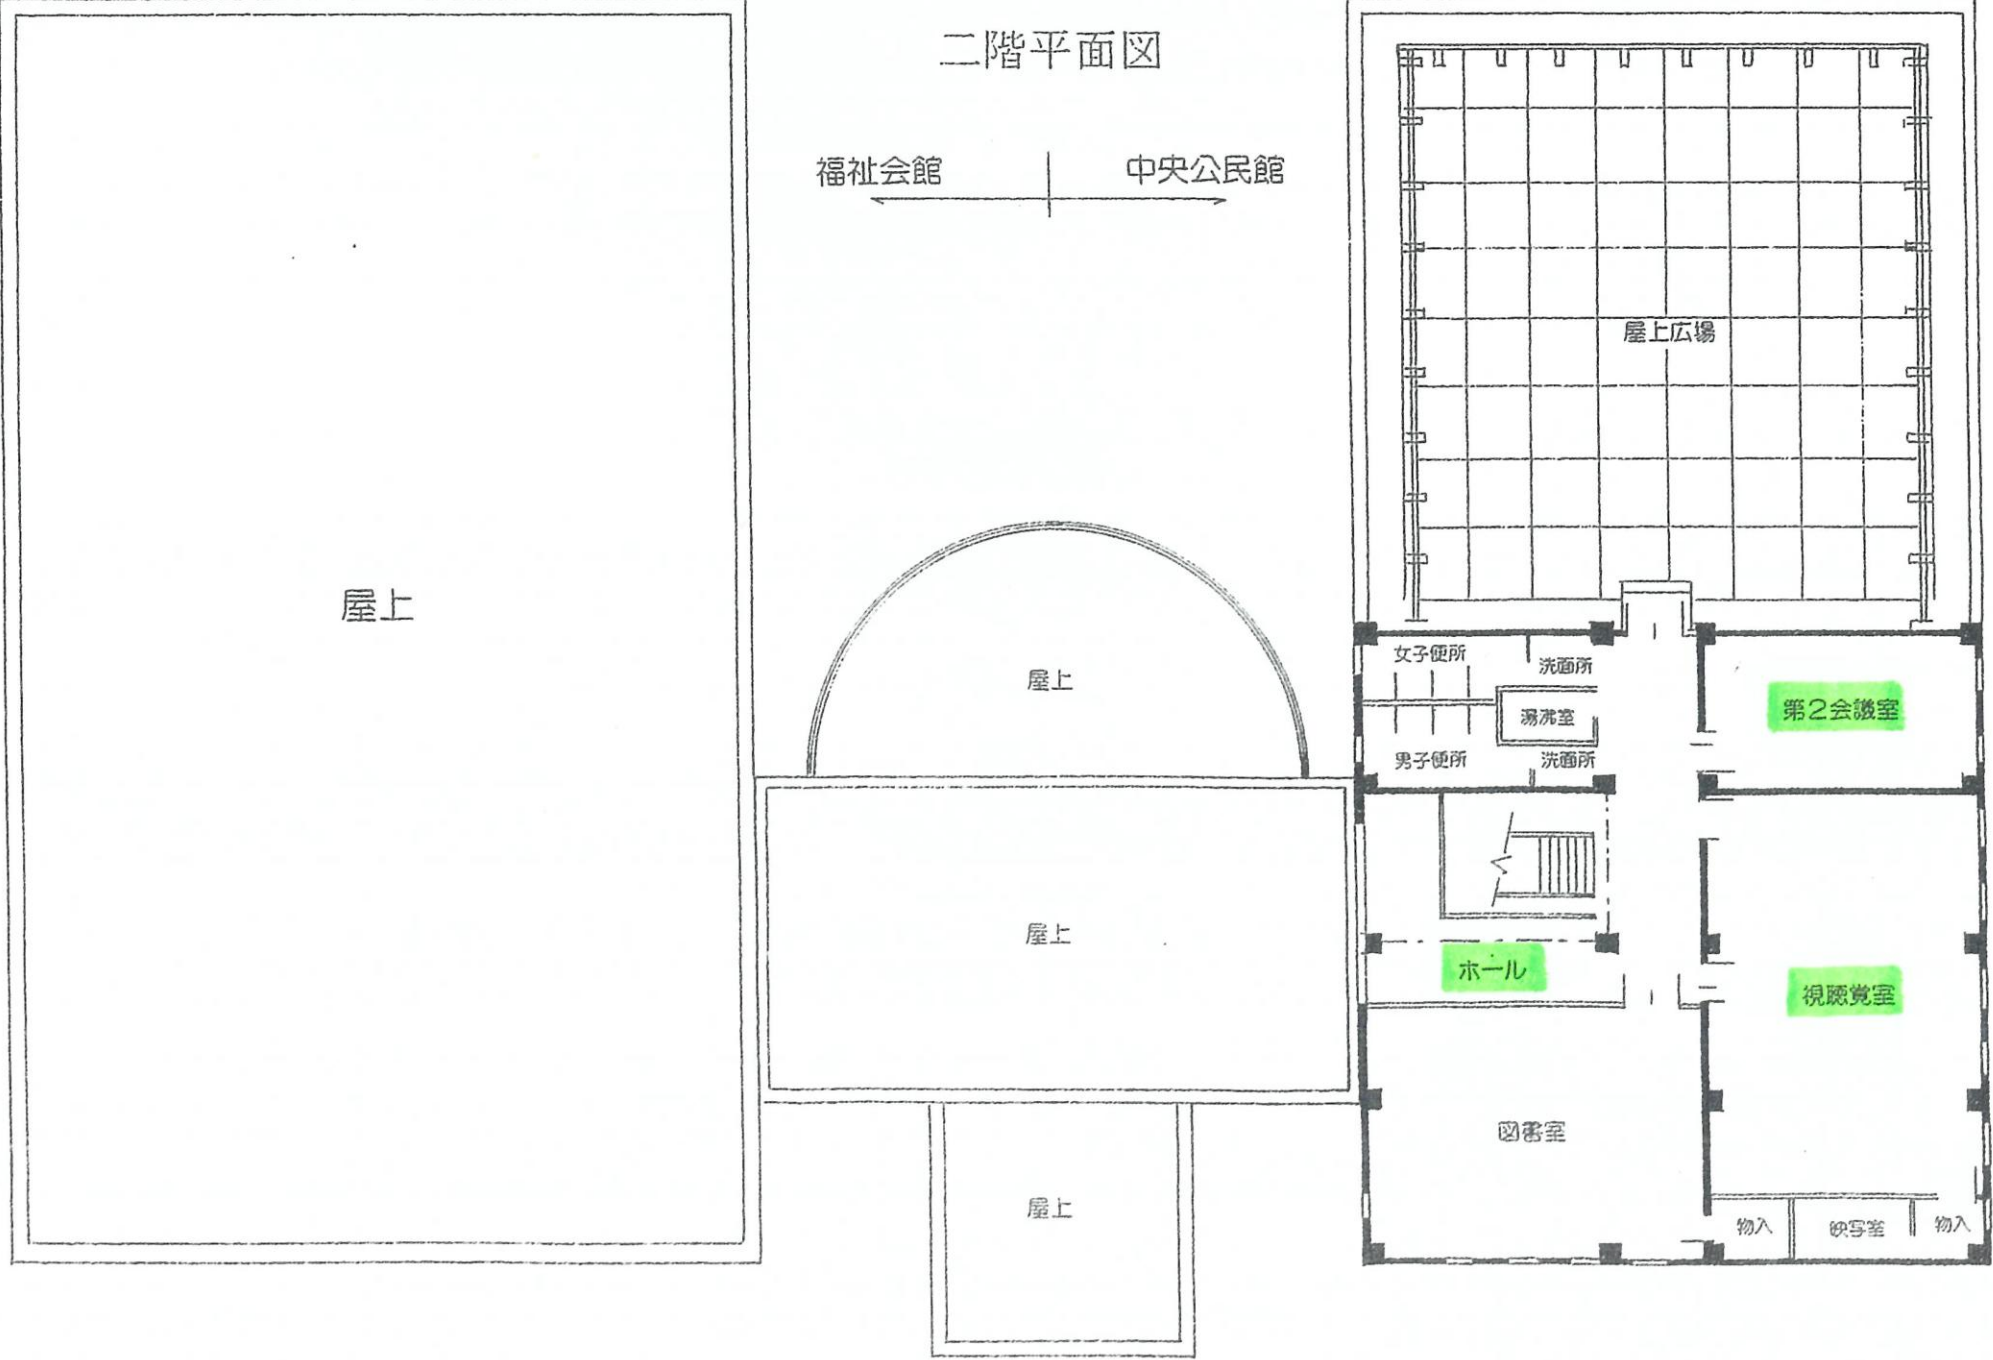 二階平面図
福祉会館
中央公民館
屋上広場
屋上
屋上
女子便所
洗面所
第2会議室
湯沸室
男子便所
洗面所
屋上
ホール
視聴覚室
図書室
屋上
物入
映写室
物入